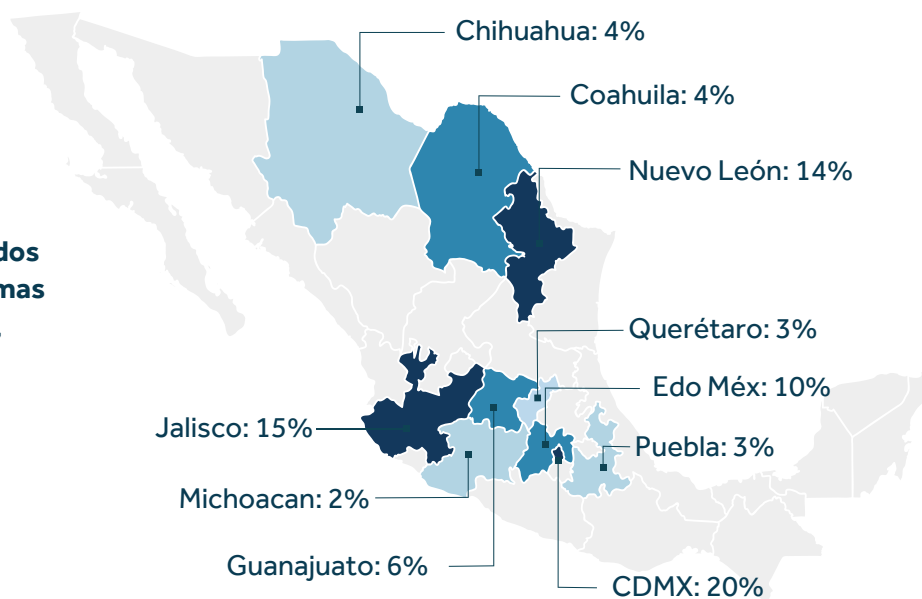 Chihuahua: 4%
Coahuila: 4%
Nuevo León: 14%
dos
mas
Querétaro: 3%
Edo Méx: 10%
Jalisco: 15%
Puebla: 3%
Michoacan: 2%
Guanajuato: 6%
CDMX: 20%